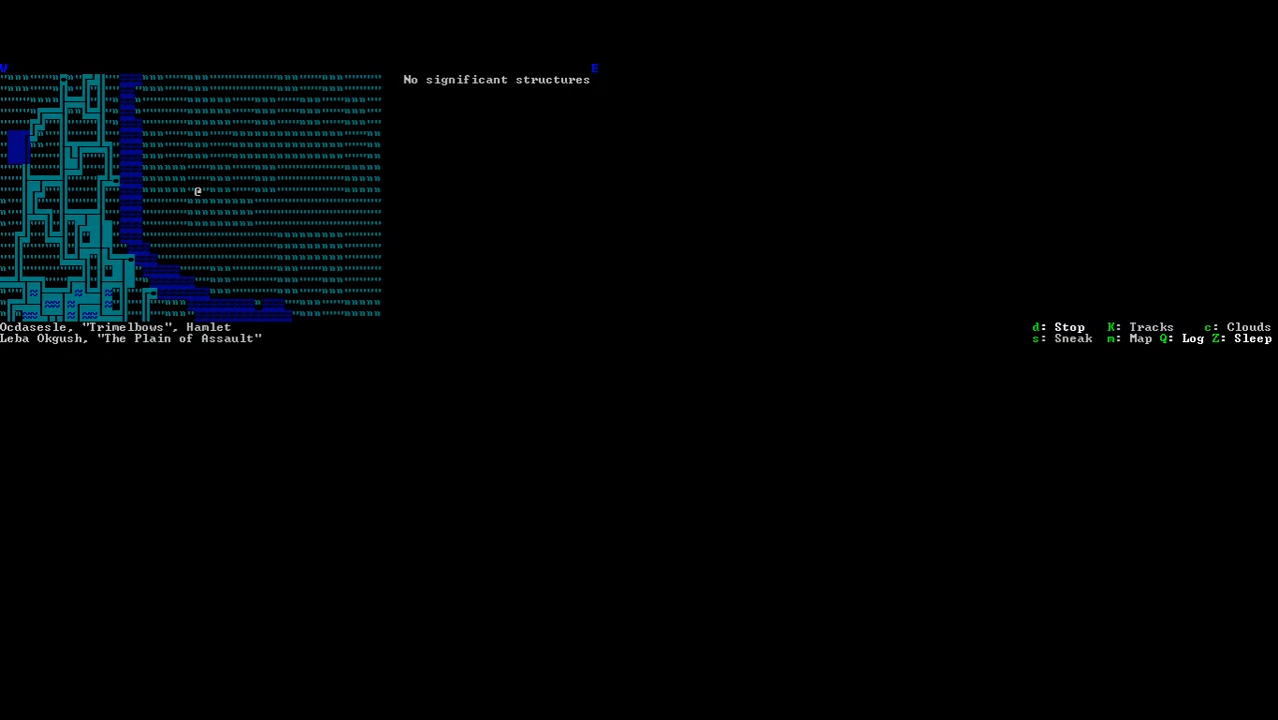 W E
No significant structures
@
Ocdasesle, "Trimelbows", Hamlet
Leba Okgush, "The Plain of Assault"
d: Stop K: Tracks c: Clouds
s: Sneak m: Map Q: Log Z: Sleep